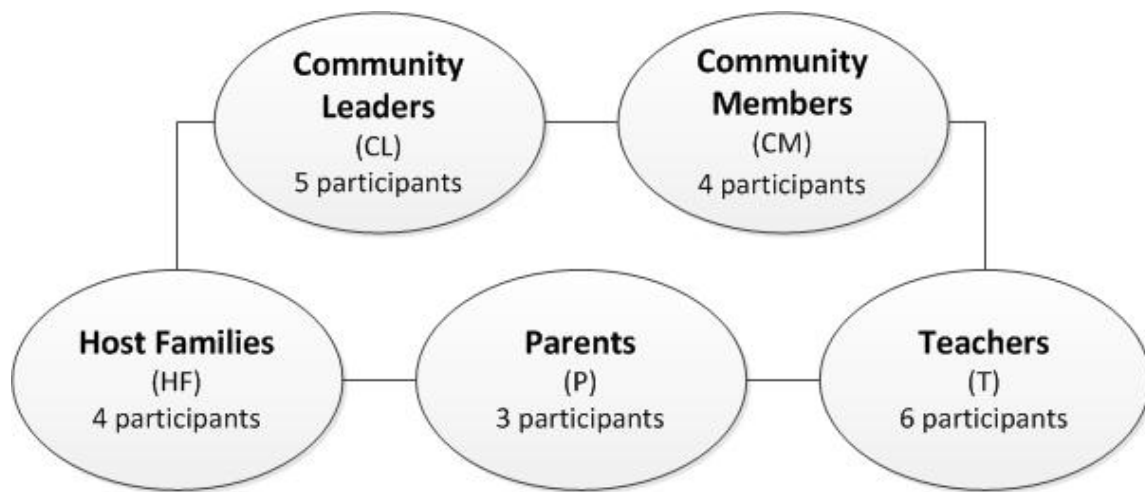 Community
Leaders
(CL)
5 participants
Community
Members
(CM)
4 participants
Host Families
(HF)
4 participants
Parents
(P)
3 participants
Teachers
(T)
6 participants